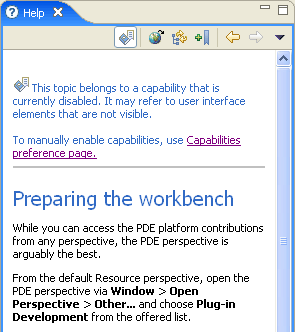 Help
This topic belongs to a capability that is
currently disabled. It may refer to user interface
elements that are not visible.
To manually enable capabilities, use Capabilities
preference page.
Preparing the workbench
While you can access the PDE platform contributions
from any perspective, the PDE perspective is
arguably the best.
From the default Resource perspective, open the
PDE perspective via Window > Open
Perspective > Other... and choose Plug-in
Development from the offered list.